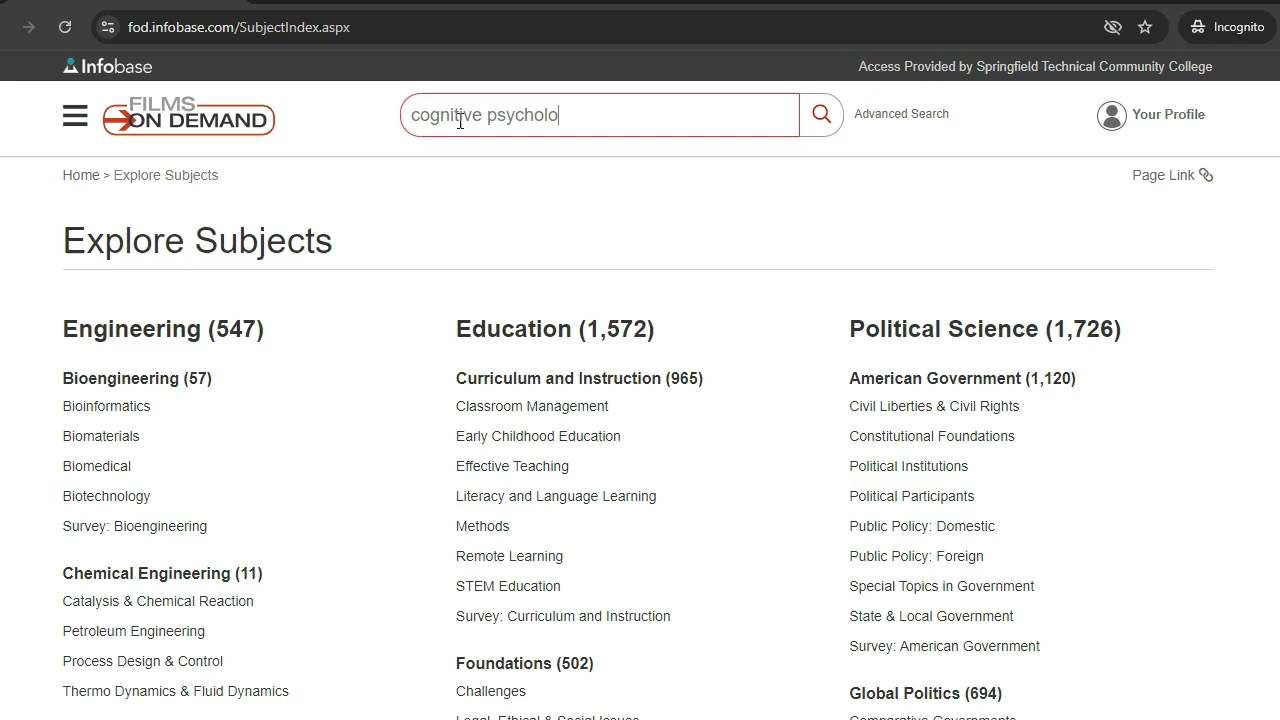 fod.infobase.com/SubjectIndex.aspx
Incognito
Infobase
Access Provided by Springfield Technical Community College
FILMS ON DEMAND
cognitive psycholo
Advanced Search
Your Profile
Home > Explore Subjects
Page Link
Explore Subjects
Engineering (547)
Bioengineering (57)
Bioinformatics
Biomaterials
Biomedical
Biotechnology
Survey: Bioengineering
Chemical Engineering (11)
Catalysis & Chemical Reaction
Petroleum Engineering
Process Design & Control
Thermo Dynamics & Fluid Dynamics
Education (1,572)
Curriculum and Instruction (965)
Classroom Management
Early Childhood Education
Effective Teaching
Literacy and Language Learning
Methods
Remote Learning
STEM Education
Survey: Curriculum and Instruction
Foundations (502)
Challenges
Legal, Ethical & Social Issues
Political Science (1,726)
American Government (1,120)
Civil Liberties & Civil Rights
Constitutional Foundations
Political Institutions
Political Participants
Public Policy: Domestic
Public Policy: Foreign
Special Topics in Government
State & Local Government
Survey: American Government
Global Politics (694)
Comparative Governments